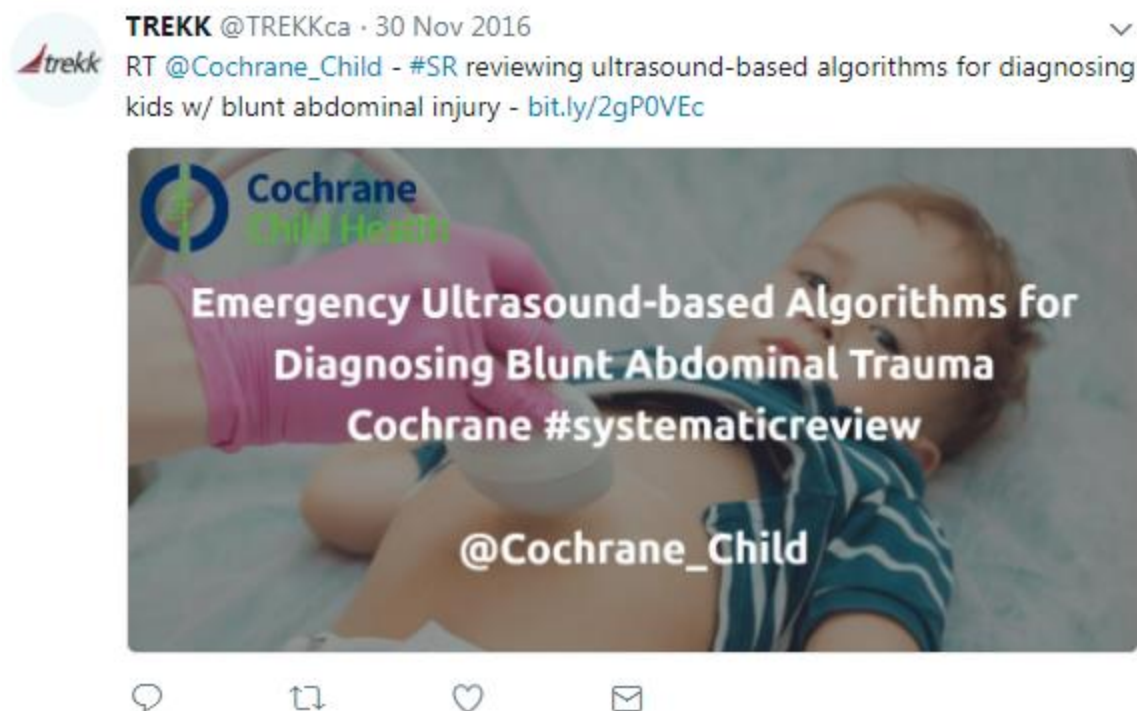 TREKK @TREKKca · 30 Nov 2016
trekk
RT @Cochrane_Child - #SR reviewing ultrasound-based algorithms for diagnosing
kids w/ blunt abdominal injury - bit.ly/2gP0VEc
Cochrane
Child Health
Emergency Ultrasound-based Algorithms for
Diagnosing Blunt Abdominal Trauma
Cochrane #systematicreview
@Cochrane_Child